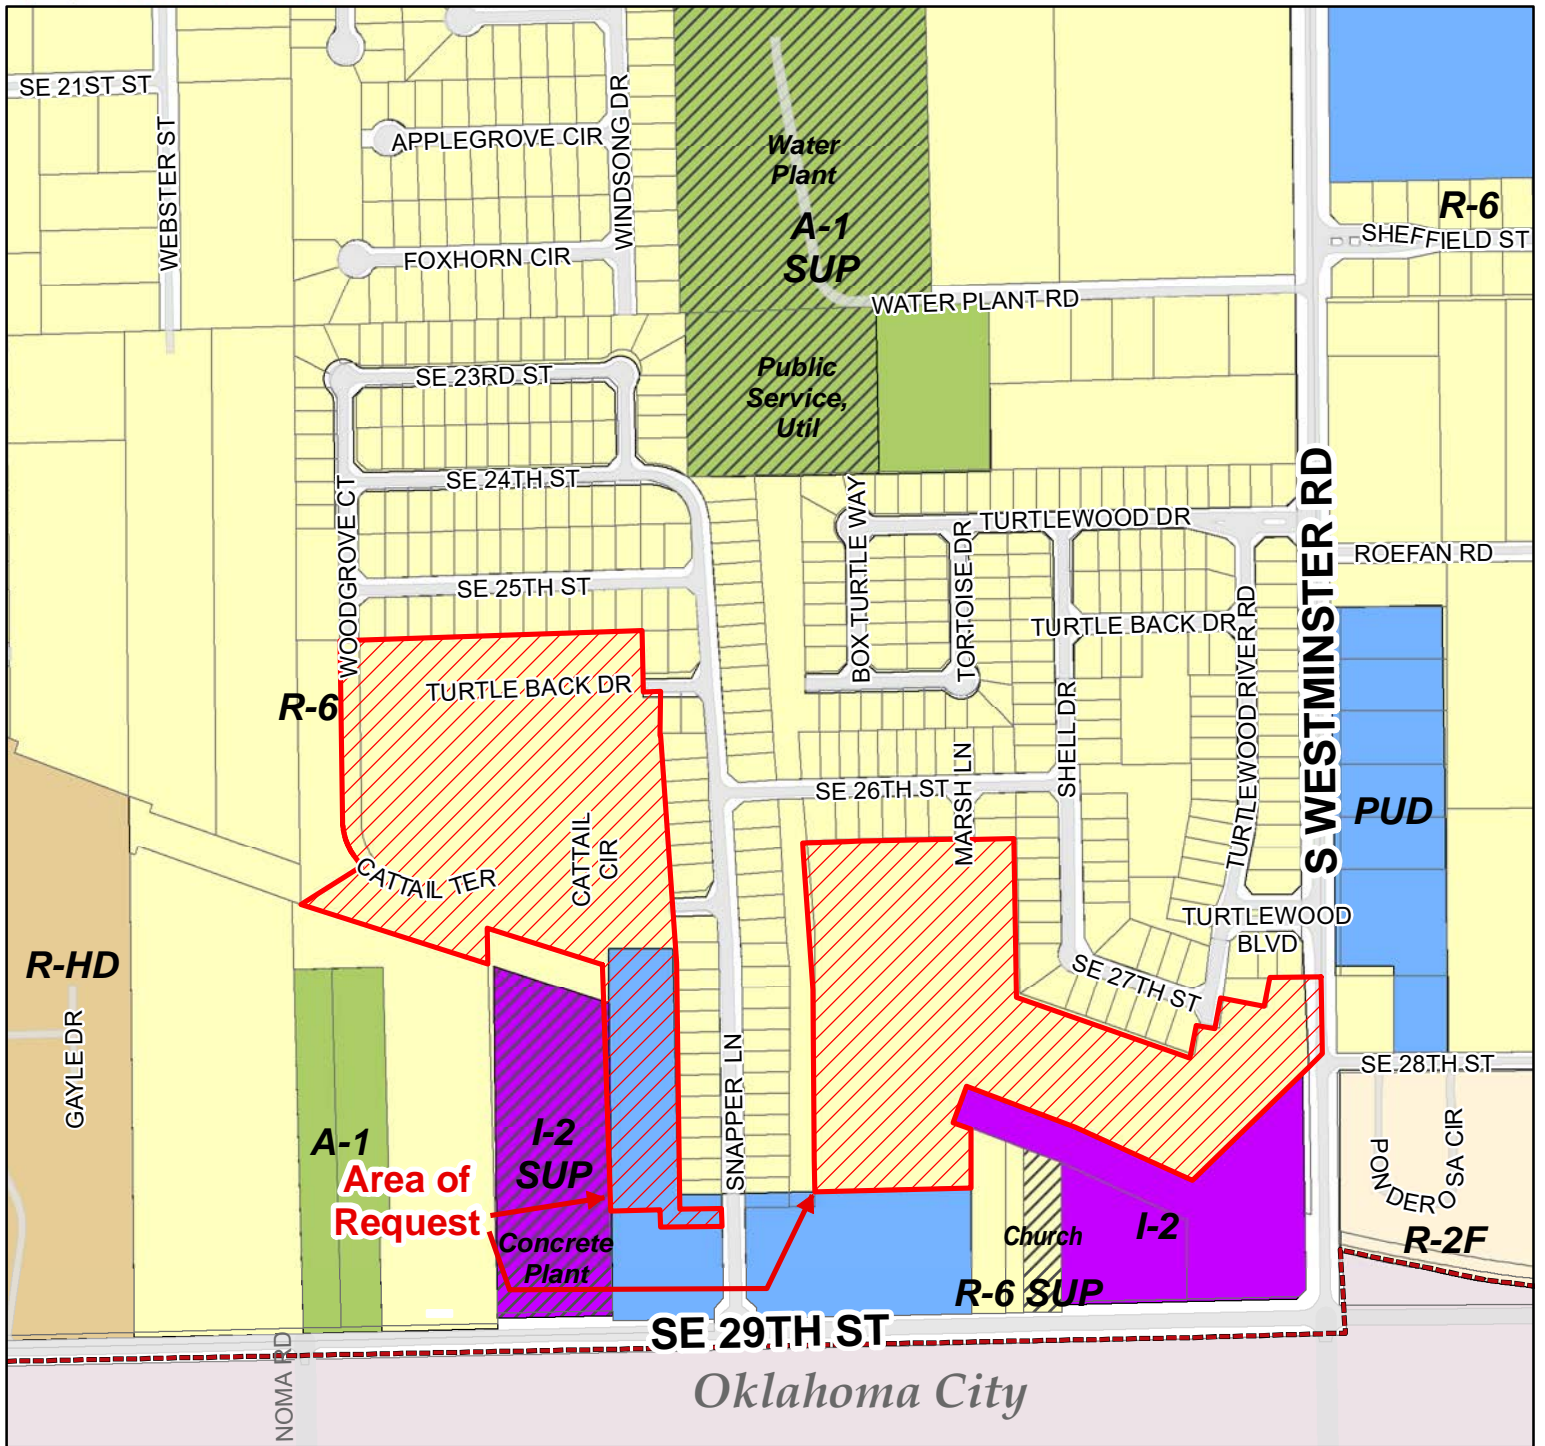 SE 21ST ST
WEBSTER ST
APPLEGROVE CIR
WINDSONG DR
FOXHORN CIR
Water
Plant
A-1
SUP
R-6
SHEFFIELD ST
WATER PLANT RD
Public
Service,
Util
SE 23RD ST
SE 24TH ST
WOODGROVE CT
SE 25TH ST
BOX TURTLE WAY
TORTOISE DR
TURTLEWOOD DR
S WESTMINSTER RD
ROEFAN RD
TURTLE BACK DR
TURTLEWOOD RIVER RD
TURTLE BACK DR
R-6
SHELL DR
SE 26TH ST
MARSH LN
PUD
CATTAIL
CIR
CATTAIL TER
TURTLEWOOD
BLVD
R-HD
SE 27TH ST
GAYLE DR
SNAPPER LN
SE 28TH ST
A-1
I-2
SUP
Area of
Request
PONDEROSA CIR
Concrete
Plant
Church
I-2
R-2F
R-6 SUP
SE 29TH ST
NOMA RD
Oklahoma City